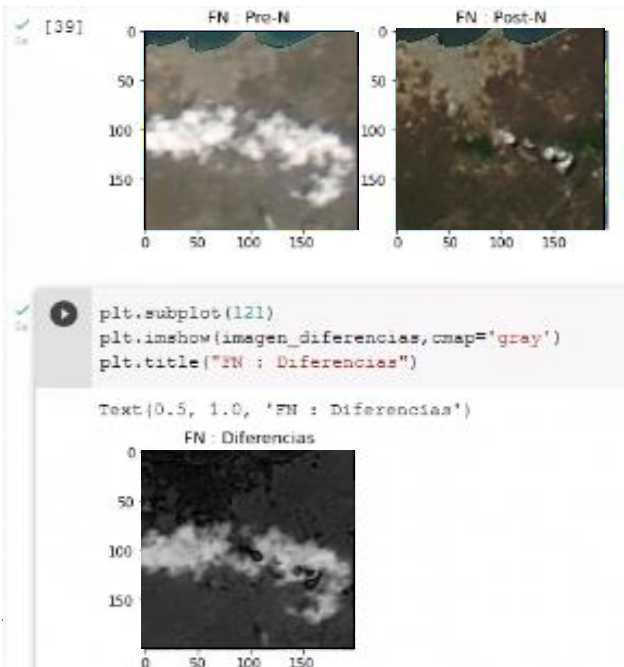 [39]
FN : Pre-N
FN : Post-N
0
50
100
150
0 50 100 150
0
50
100
150
0 50 100 150
plt.subplot(121)
plt.imshow(imagen_diferencias,cmap='gray')
plt.title("FN : Diferencias")
Text(0.5, 1.0, 'FN : Diferencias')
FN : Diferencias
0
50
100
150
0 50 100 150